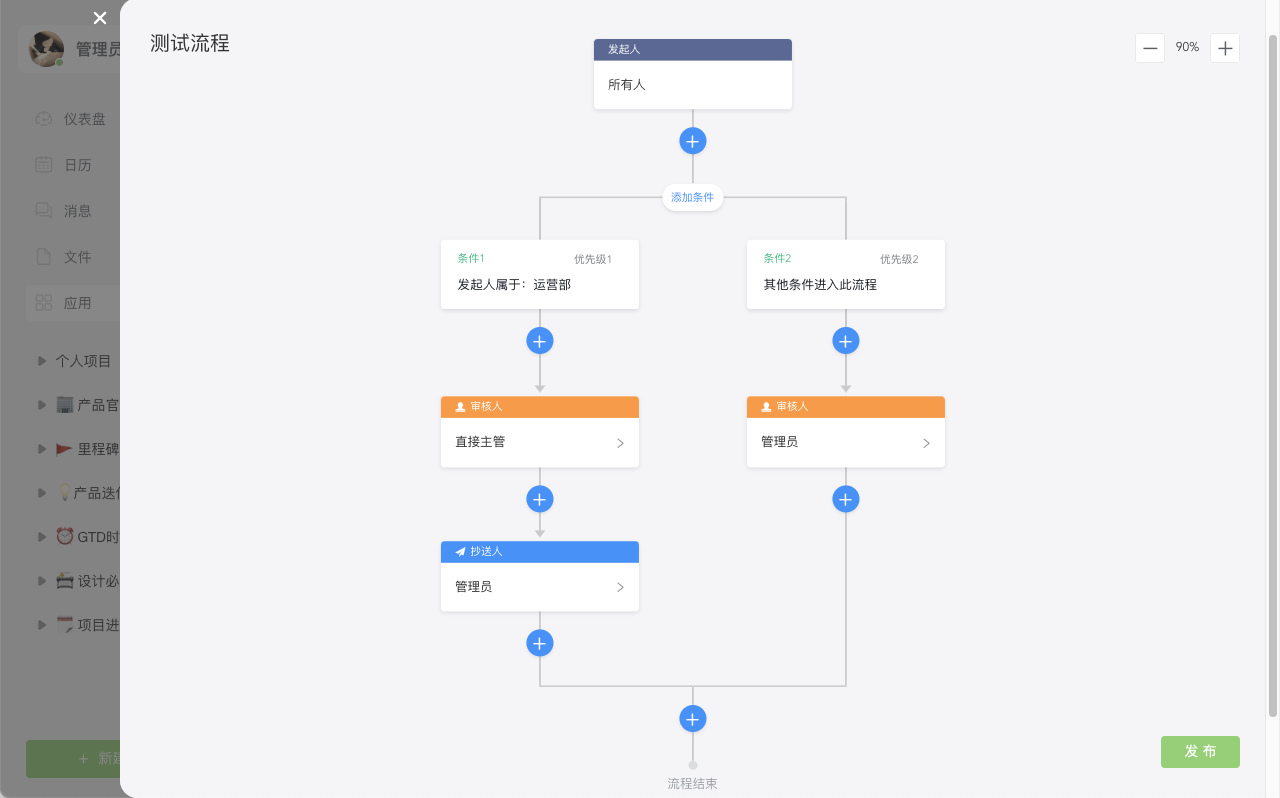 管理员
仪表盘
日历
消息
文件
应用
个人项目
产品官
里程碑
产品迭
GTD时
设计必
项目进
+ 新建
测试流程
90%
发起人
所有人
添加条件
条件1 优先级1
发起人属于：运营部
条件2 优先级2
其他条件进入此流程
审核人
直接主管
审核人
管理员
抄送人
管理员
流程结束
发 布